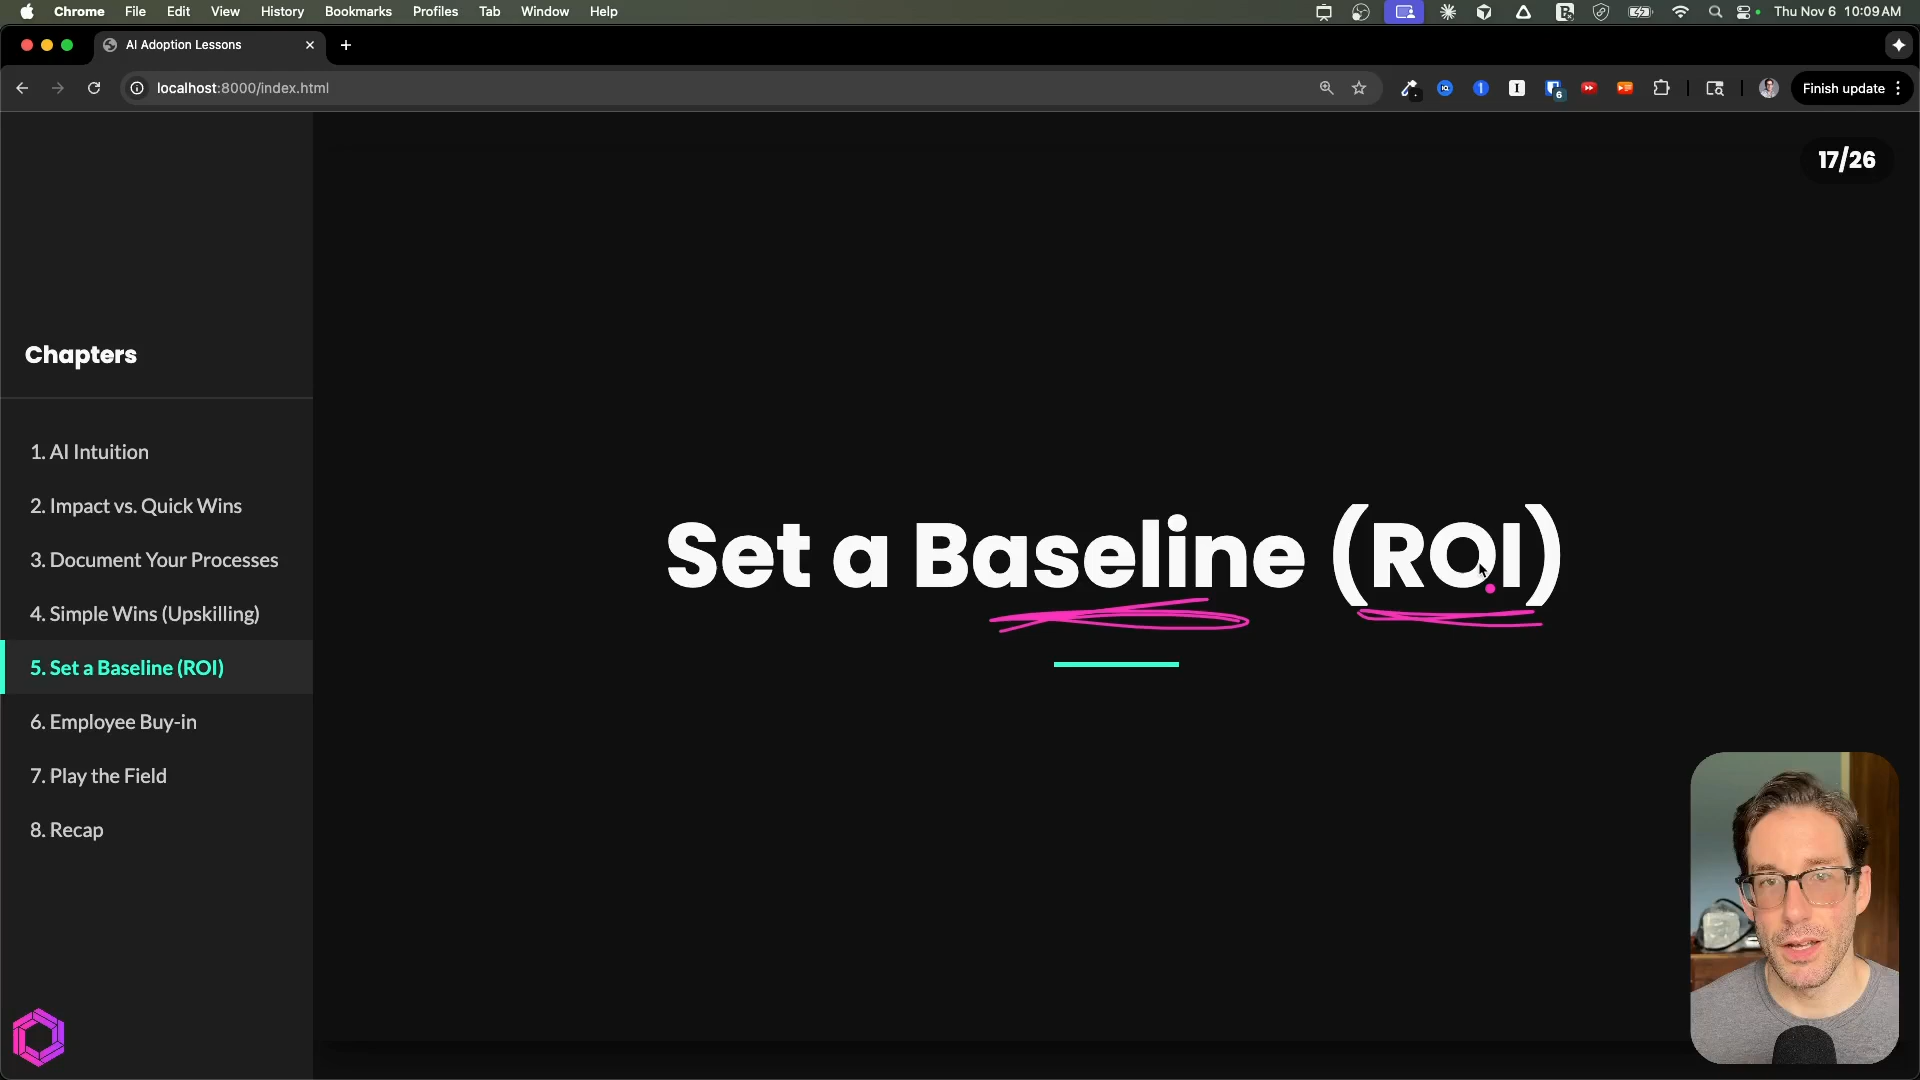 Chrome File Edit View History Bookmarks Profiles Tab Window Help Thu Nov 6 10:09 AM
AI Adoption Lessons
localhost:8000/index.html
6
Finish update
17/26
Chapters
1. AI Intuition
2. Impact vs. Quick Wins
3. Document Your Processes
4. Simple Wins (Upskilling)
5. Set a Baseline (ROI)
6. Employee Buy-in
7. Play the Field
8. Recap
Set a Baseline (ROI)